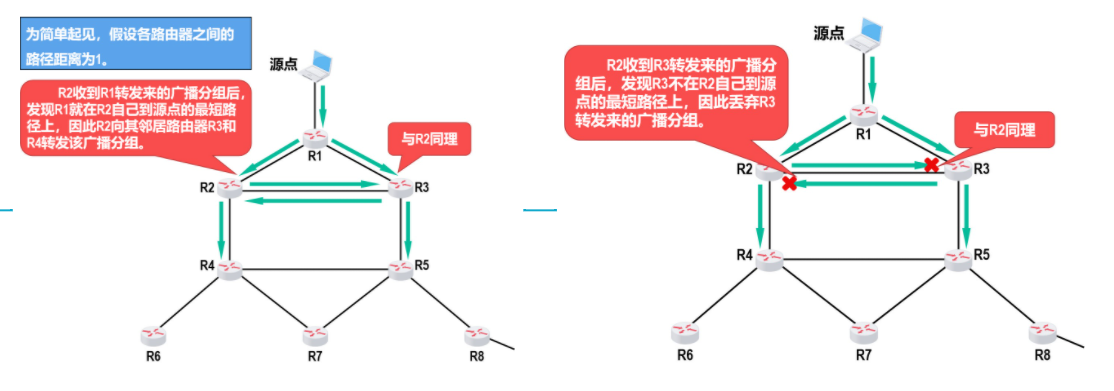 为简单起见，假设各路由器之间的
路径距离为1。
源点
R2收到R1转发来的广播分组后，
发现R1就在R2自己到源点的最短路
径上，因此R2向其邻居路由器R3和
R4转发该广播分组。
与R2同理
R1
R2
R3
R4
R5
R6
R7
R8
源点
R2收到R3转发来的广播分
组后，发现R3不在R2自己到源
点的最短路径上，因此丢弃R3
转发来的广播分组。
与R2同理
R1
R2
R3
R4
R5
R6
R7
R8